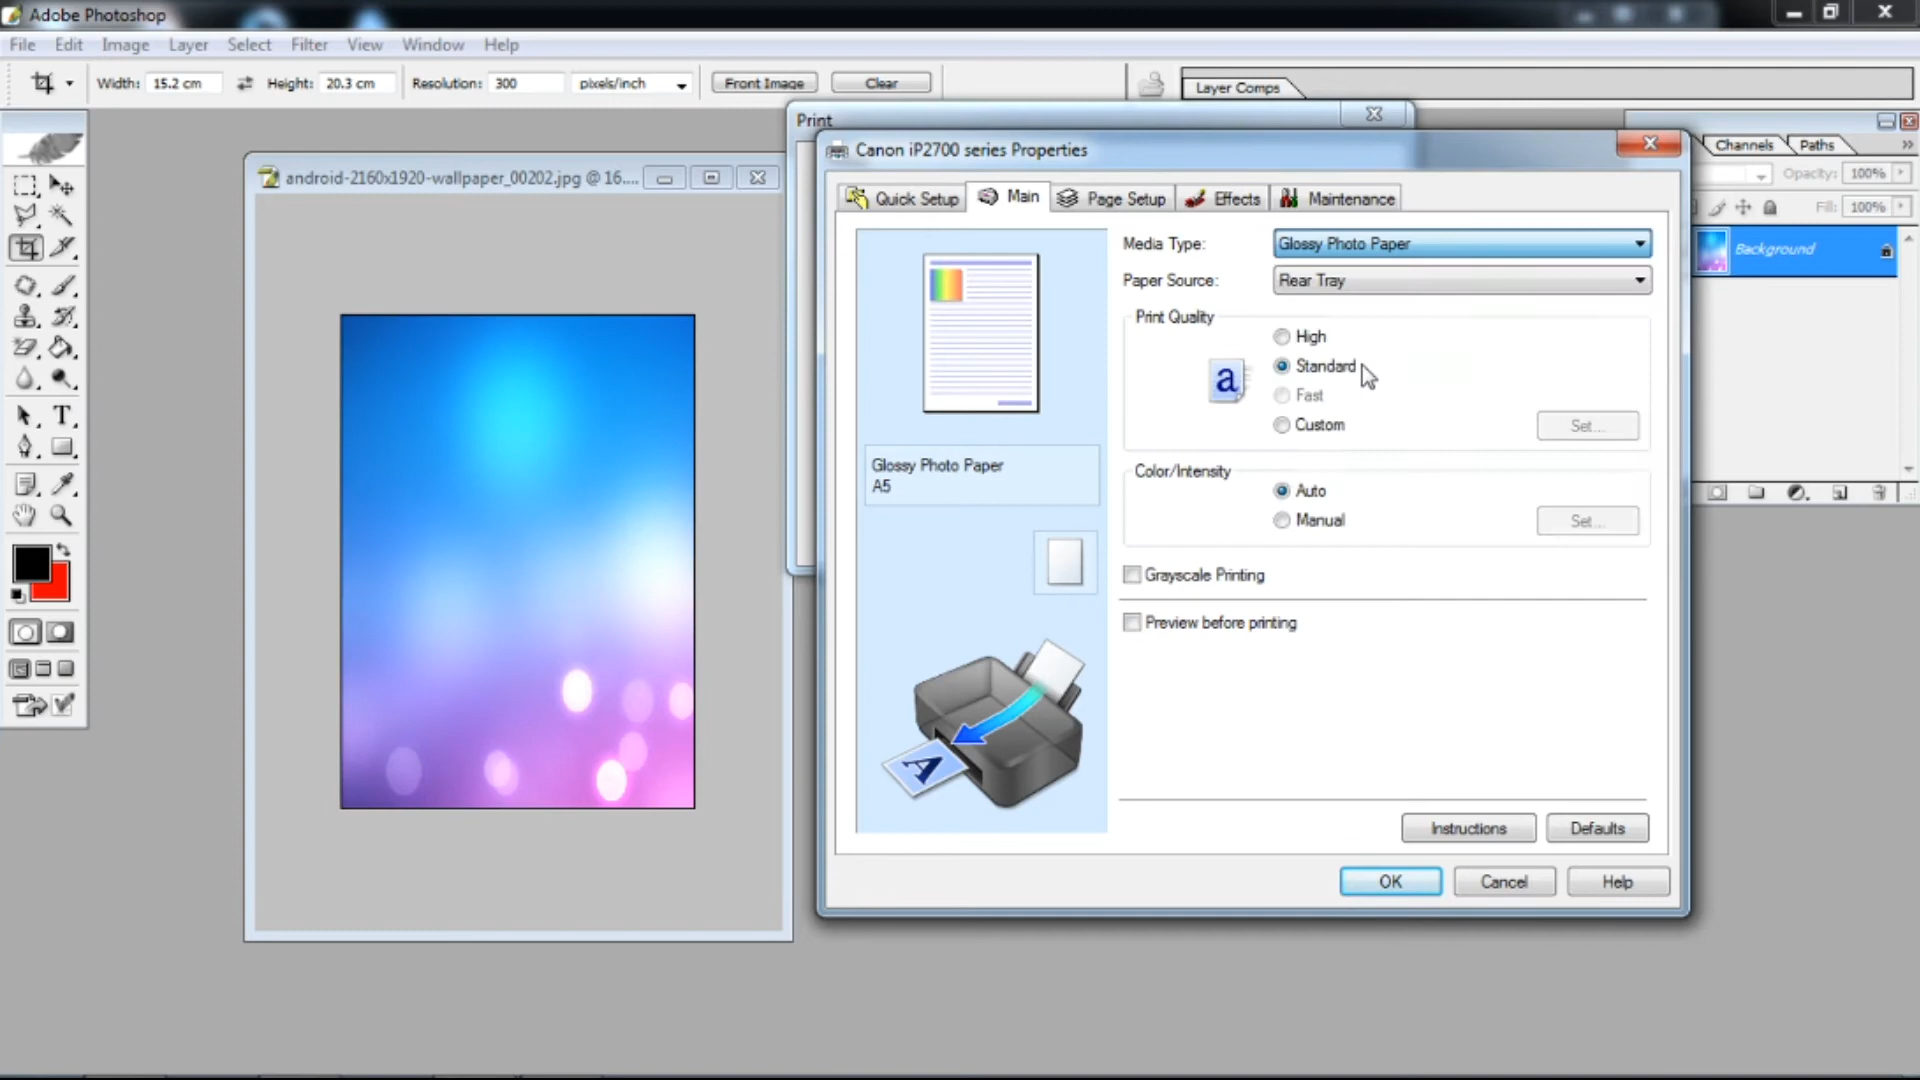 Adobe Photoshop
File Edit Image Layer Select Filter View Window Help
Width: 15.2 cm Height: 20.3 cm Resolution: 300 pixels/inch Front Image Clear
Layer Comps
Print
Canon iP2700 series Properties
Channels Paths
android-2160x1920-wallpaper_00202.jpg @ 16....
Opacity: 100%
Quick Setup Main Page Setup Effects Maintenance
Fill: 100%
Media Type: Glossy Photo Paper
Background
Paper Source: Rear Tray
Print Quality
High
a
Standard
Fast
Custom
Set...
T
Glossy Photo Paper
A5
Color/Intensity
Auto
Manual
Set...
Grayscale Printing
Preview before printing
A
Instructions Defaults
OK Cancel Help